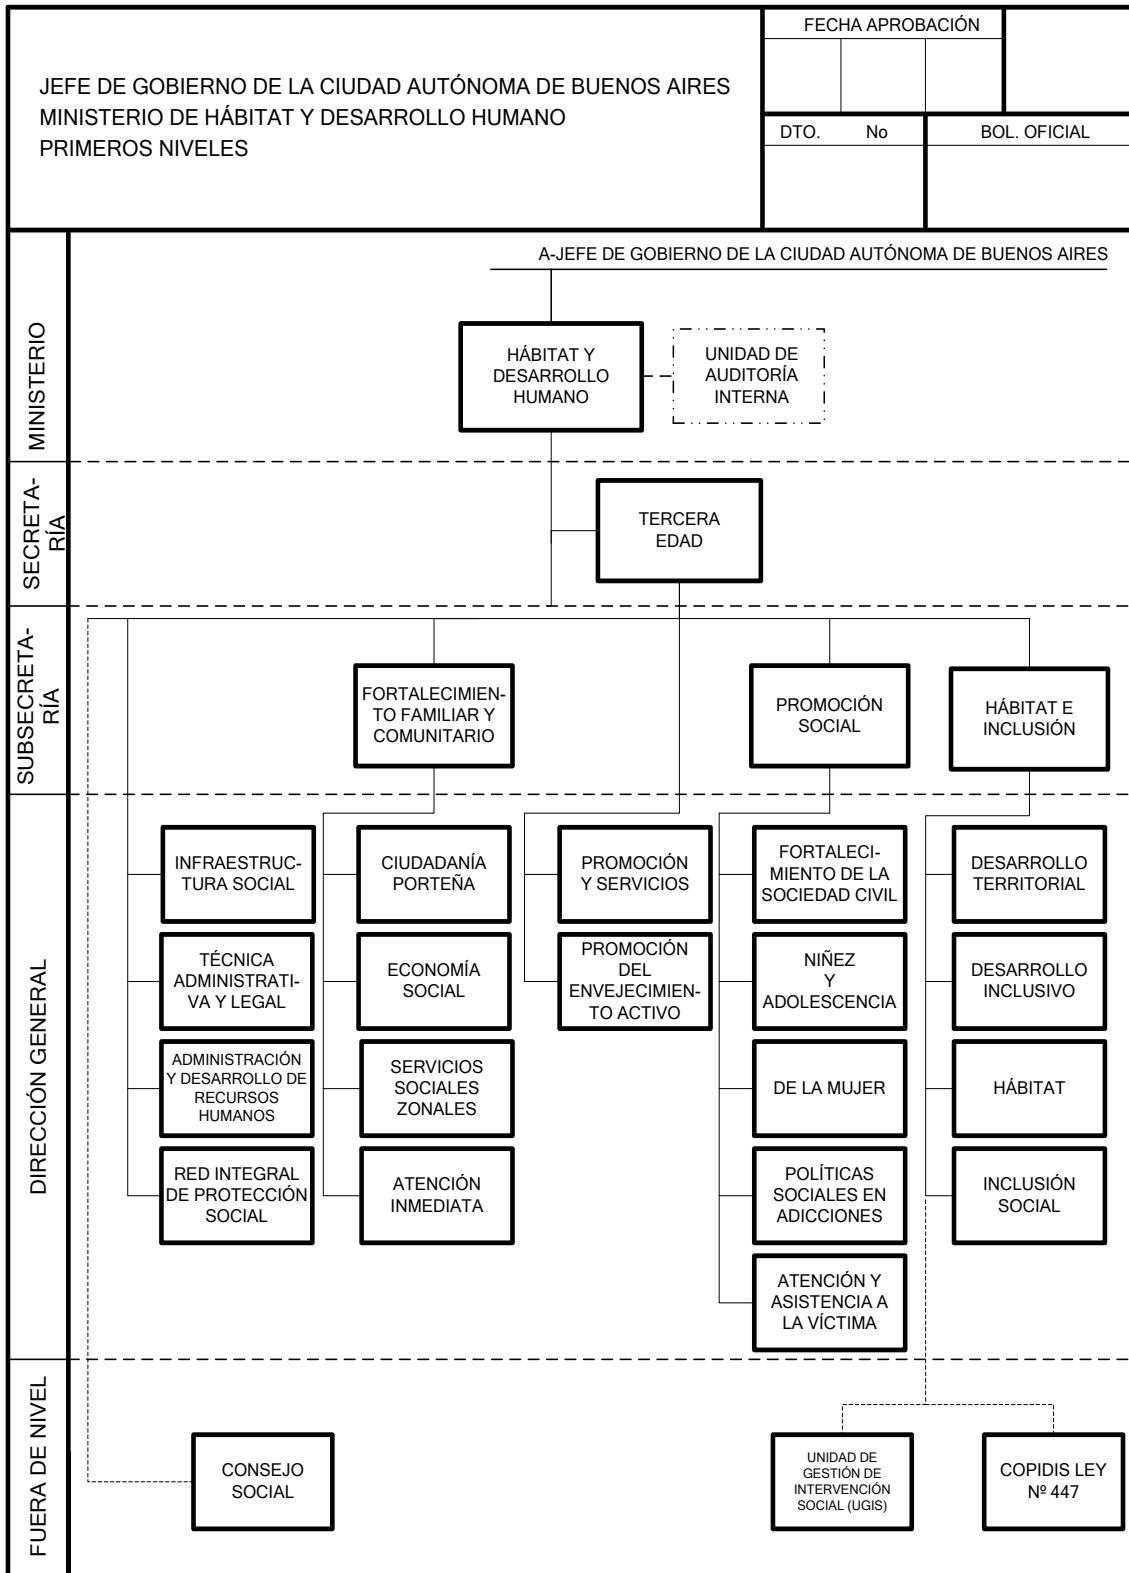 JEFE DE GOBIERNO DE LA CIUDAD AUTÓNOMA DE BUENOS AIRES
MINISTERIO DE HÁBITAT Y DESARROLLO HUMANO
PRIMEROS NIVELES
FECHA APROBACIÓN
DTO. No
BOL. OFICIAL
A-JEFE DE GOBIERNO DE LA CIUDAD AUTÓNOMA DE BUENOS AIRES
MINISTERIO
HÁBITAT Y
DESARROLLO
HUMANO
UNIDAD DE
AUDITORÍA
INTERNA
SECRETA-
RÍA
TERCERA
EDAD
SUBSECRETA-
RÍA
FORTALECIMIEN-
TO FAMILIAR Y
COMUNITARIO
PROMOCIÓN
SOCIAL
HÁBITAT E
INCLUSIÓN
DIRECCIÓN GENERAL
INFRAESTRUC-
TURA SOCIAL
CIUDADANÍA
PORTEÑA
PROMOCIÓN
Y SERVICIOS
FORTALECI-
MIENTO DE LA
SOCIEDAD CIVIL
DESARROLLO
TERRITORIAL
TÉCNICA
ADMINISTRATI-
VA Y LEGAL
ECONOMÍA
SOCIAL
PROMOCIÓN
DEL
ENVEJECIMIEN-
TO ACTIVO
NIÑEZ
Y
ADOLESCENCIA
DESARROLLO
INCLUSIVO
ADMINISTRACIÓN
Y DESARROLLO DE
RECURSOS
HUMANOS
SERVICIOS
SOCIALES
ZONALES
DE LA MUJER
HÁBITAT
RED INTEGRAL
DE PROTECCIÓN
SOCIAL
ATENCIÓN
INMEDIATA
POLÍTICAS
SOCIALES EN
ADICCIONES
INCLUSIÓN
SOCIAL
ATENCIÓN Y
ASISTENCIA A
LA VÍCTIMA
FUERA DE NIVEL
CONSEJO
SOCIAL
UNIDAD DE
GESTIÓN DE
INTERVENCIÓN
SOCIAL (UGIS)
COPIDIS LEY
Nº 447